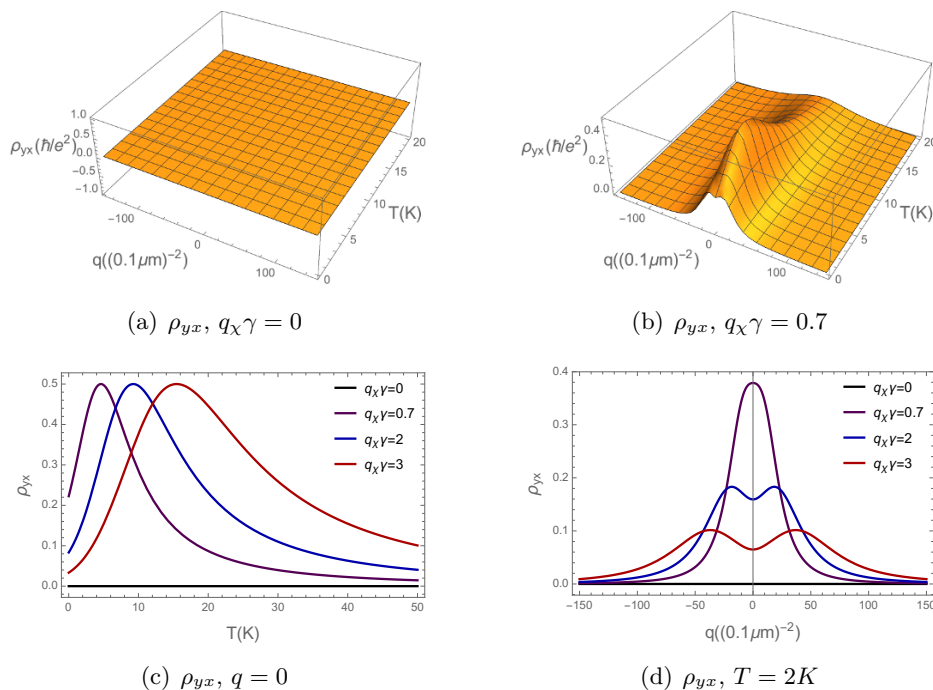 1.0
0.5
ρyx(ħ/e²) 0.0
-0.5
-1.0
-100
0
100
q((0.1μm)⁻²)
0
5
10
15
20
T(K)
(a) ρyx, qχγ = 0
0.4
ρyx(ħ/e²)
0.2
0.0
-100
0
100
q((0.1μm)⁻²)
0
5
10
15
20
T(K)
(b) ρyx, qχγ = 0.7
0.5
0.4
0.3
0.2
0.1
0.0
ρyx
qχγ=0
qχγ=0.7
qχγ=2
qχγ=3
0 10 20 30 40 50
T(K)
(c) ρyx, q = 0
0.4
0.3
0.2
0.1
0.0
ρyx
qχγ=0
qχγ=0.7
qχγ=2
qχγ=3
-150 -100 -50 0 50 100 150
q((0.1μm)⁻²)
(d) ρyx, T = 2K